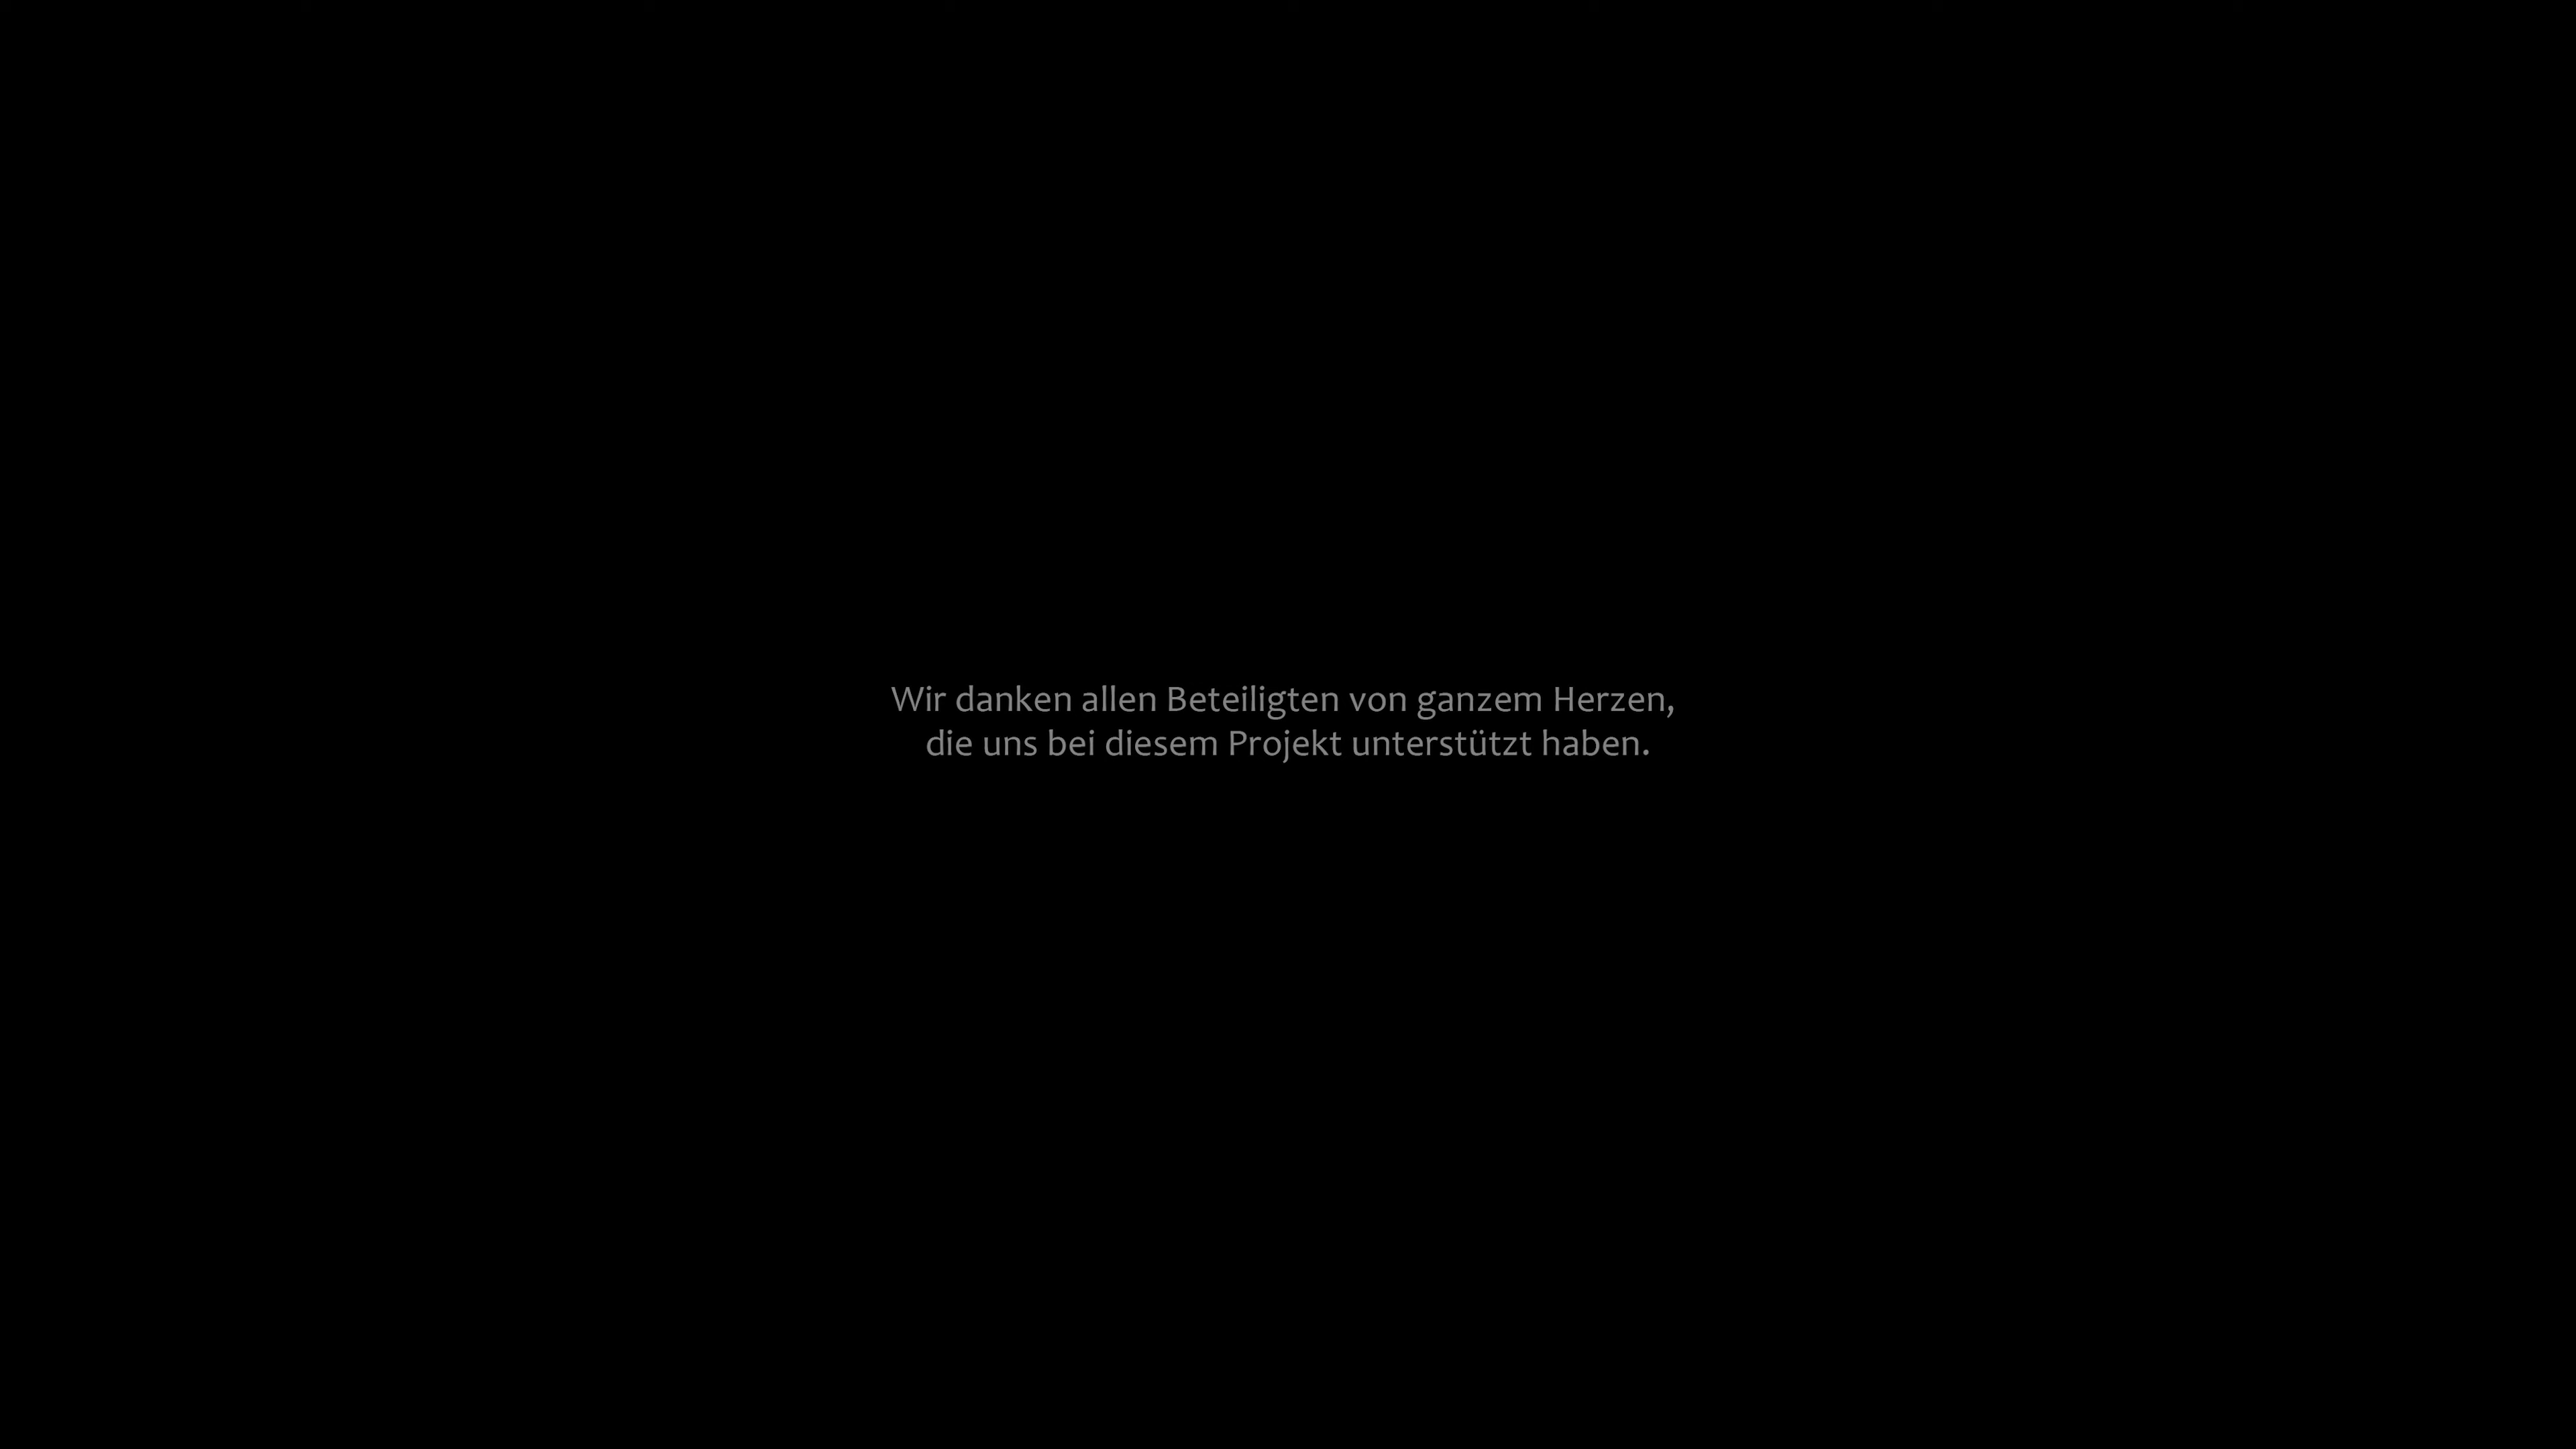 Wir danken allen Beteiligten von ganzem Herzen,
die uns bei diesem Projekt unterstützt haben.